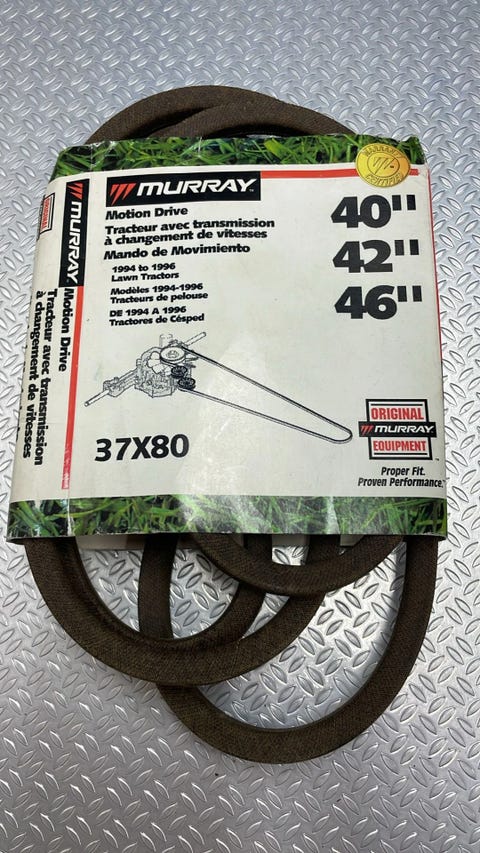 MURRAY
Motion Drive
Tracteur avec transmission
à changement de vitesses
Mando de Movimiento
1994 to 1996
Lawn Tractors
Modèles 1994-1996
Tracteurs de pelouse
DE 1994 A 1996
Tractores de Césped
37X80
40"
42"
46"
ORIGINAL
MURRAY
EQUIPMENT
Proper Fit.
Proven Performance.
MURRAY
Motion Drive
Tracteur avec transmission
à changement de vitesses
ORIGINAL